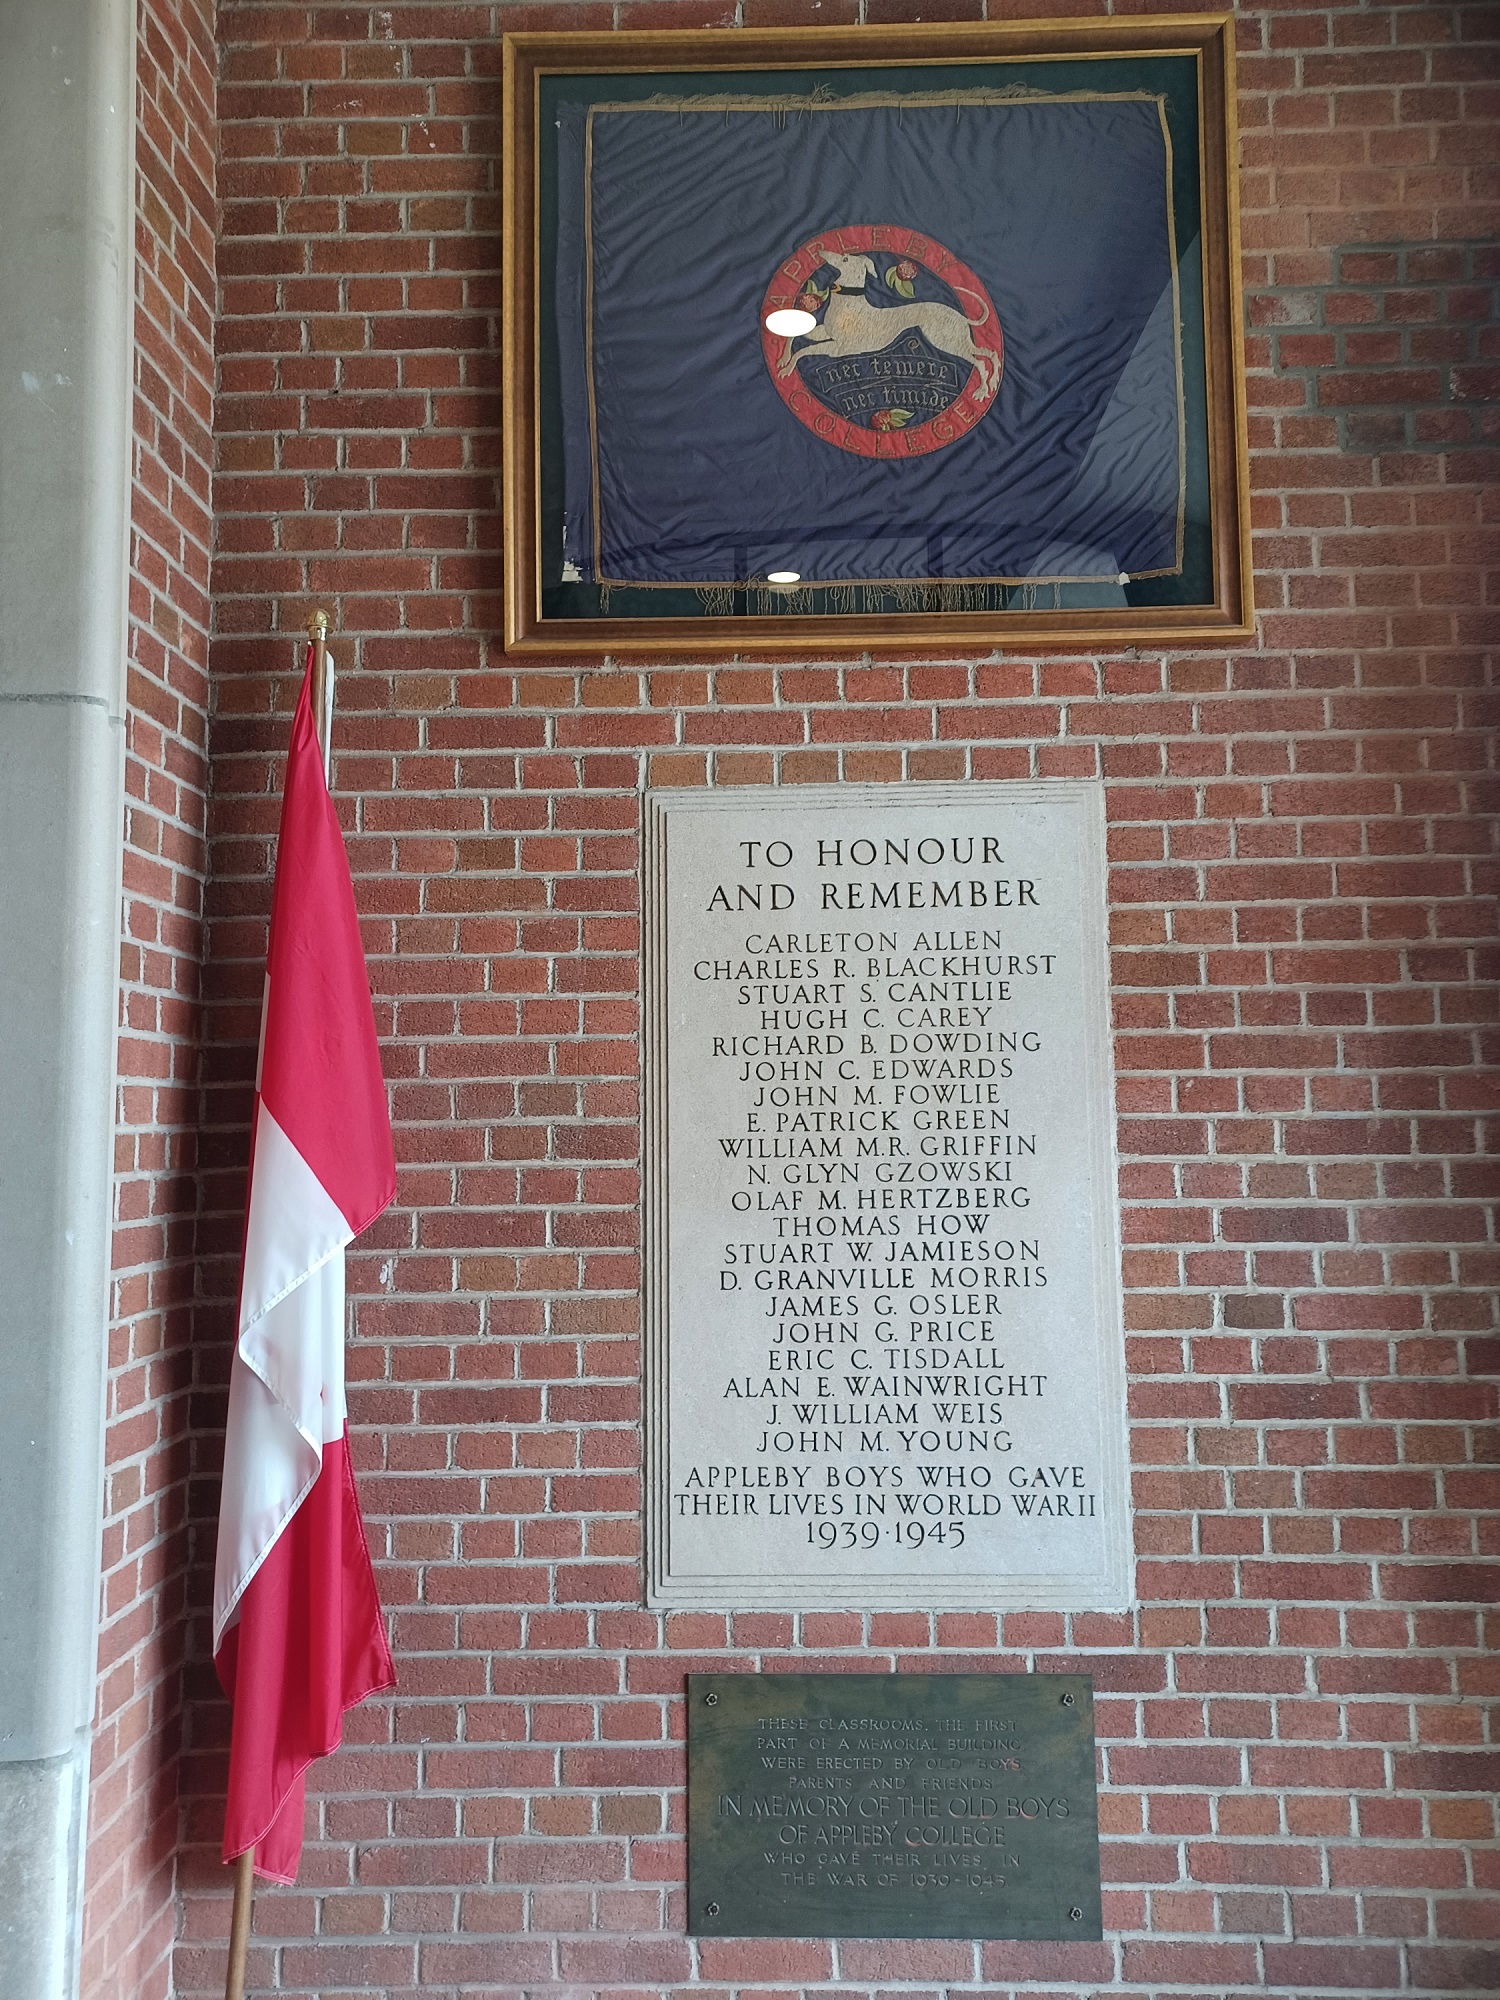 APPLEBY
nec temere
nec timide
COLLEGE
TO HONOUR
AND REMEMBER
CARLETON ALLEN
CHARLES R. BLACKHURST
STUART S. CANTLIE
HUGH C. CAREY
RICHARD B. DOWDING
JOHN C. EDWARDS
JOHN M. FOWLIE
E. PATRICK GREEN
WILLIAM M.R. GRIFFIN
N. GLYN GZOWSKI
OLAF M. HERTZBERG
THOMAS HOW
STUART W. JAMIESON
D. GRANVILLE MORRIS
JAMES G. OSLER
JOHN G. PRICE
ERIC C. TISDALL
ALAN E. WAINWRIGHT
J. WILLIAM WEIS
JOHN M. YOUNG
APPLEBY BOYS WHO GAVE
THEIR LIVES IN WORLD WAR II
1939·1945
THESE CLASSROOMS, THE FIRST
PART OF A MEMORIAL BUILDING
WERE ERECTED BY OLD BOYS
PARENTS AND FRIENDS
IN MEMORY OF THE OLD BOYS
OF APPLEBY COLLEGE
WHO GAVE THEIR LIVES IN
THE WAR OF 1939-1945